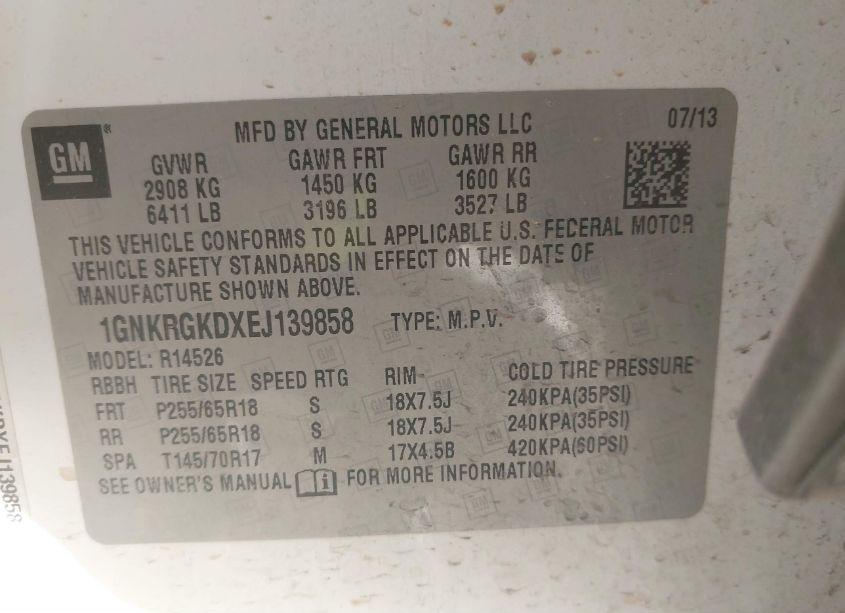 GM
®
MFD BY GENERAL MOTORS LLC
07/13
GVWR GAWR FRT GAWR RR
2908 KG 1450 KG 1600 KG
6411 LB 3196 LB 3527 LB
THIS VEHICLE CONFORMS TO ALL APPLICABLE U.S. FEDERAL MOTOR
VEHICLE SAFETY STANDARDS IN EFFECT ON THE DATE OF
MANUFACTURE SHOWN ABOVE.
1GNKRGKDXEJ139858 TYPE: M.P.V.
MODEL: R14526
RBBH TIRE SIZE SPEED RTG RIM COLD TIRE PRESSURE
FRT P255/65R18 S 18X7.5J 240KPA(35PSI)
RR P255/65R18 S 18X7.5J 240KPA(35PSI)
SPA T145/70R17 M 17X4.5B 420KPA(60PSI)
SEE OWNER'S MANUAL FOR MORE INFORMATION.